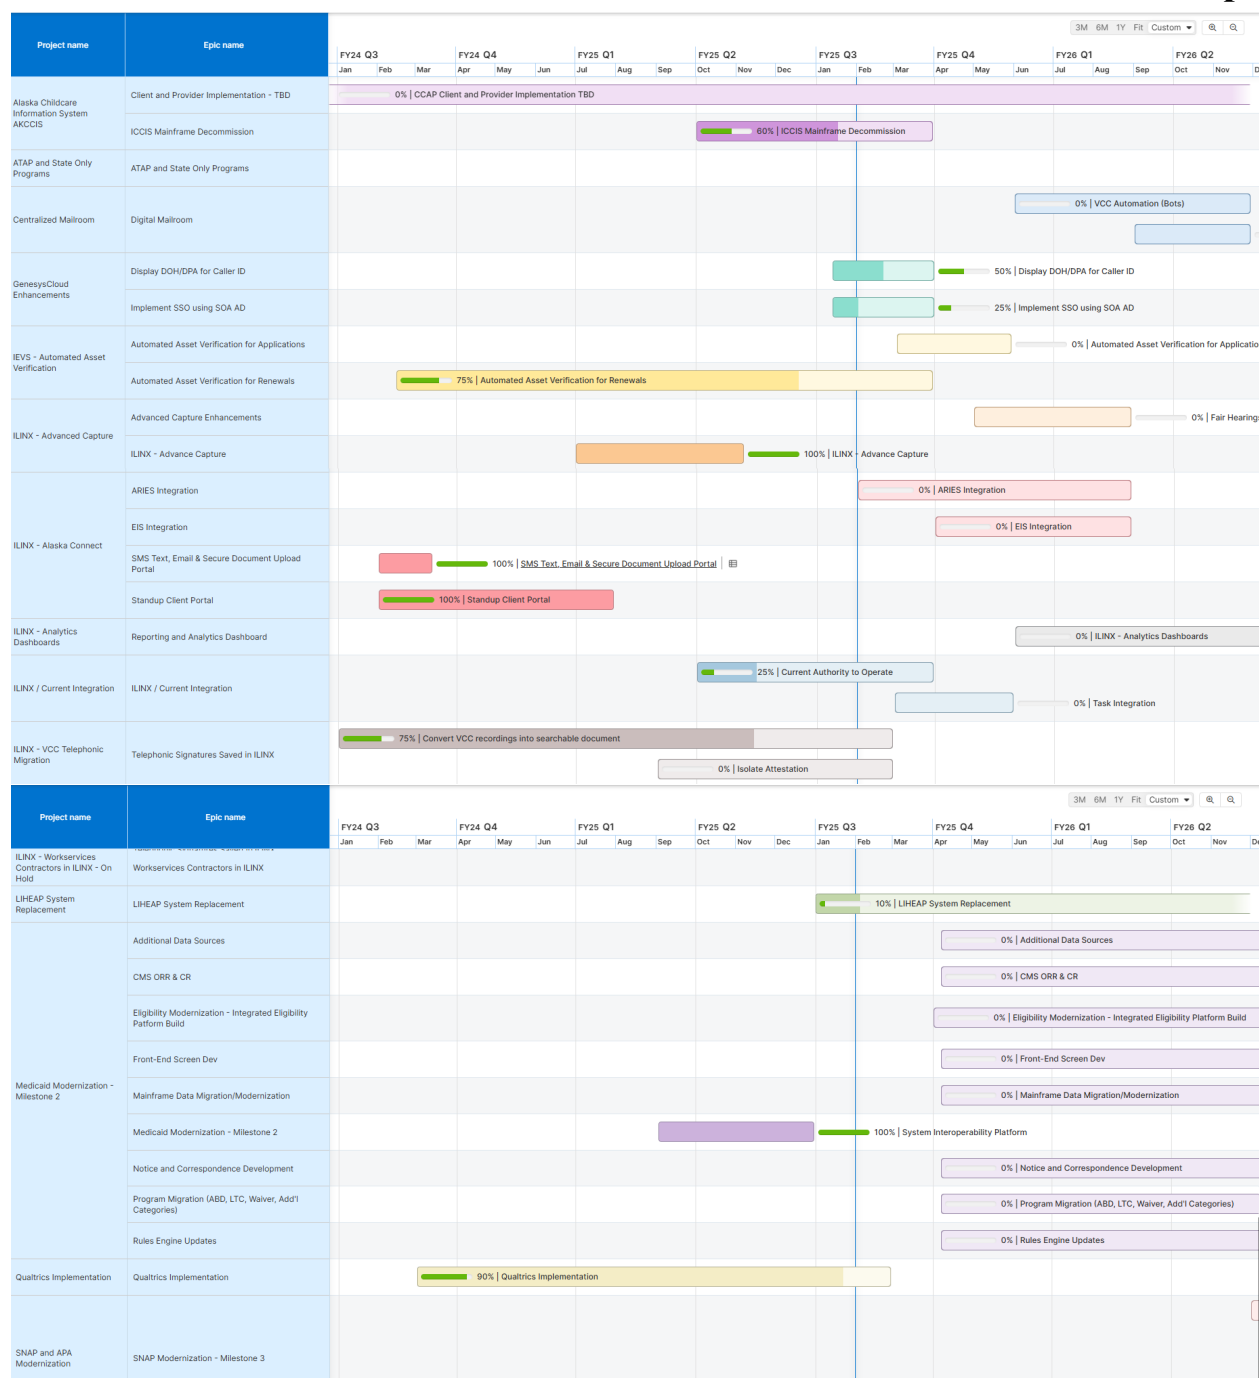 3M 6M 1Y Fit Custom
Project name Epic name
FY24 Q3 FY24 Q4 FY25 Q1 FY25 Q2 FY25 Q3 FY25 Q4 FY26 Q1 FY26 Q2
Jan Feb Mar Apr May Jun Jul Aug Sep Oct Nov Dec Jan Feb Mar Apr May Jun Jul Aug Sep Oct Nov
Alaska Childcare
Information System
AKCCIS
Client and Provider Implementation - TBD
0% | CCAP Client and Provider Implementation TBD
ICCIS Mainframe Decommission
60% | ICCIS Mainframe Decommission
ATAP and State Only
Programs
ATAP and State Only Programs
Centralized Mailroom
Digital Mailroom
0% | VCC Automation (Bots)
GenesysCloud
Enhancements
Display DOH/DPA for Caller ID
50% | Display DOH/DPA for Caller ID
Implement SSO using SOA AD
25% | Implement SSO using SOA AD
IEVS - Automated Asset
Verification
Automated Asset Verification for Applications
0% | Automated Asset Verification for Applicatio
Automated Asset Verification for Renewals
75% | Automated Asset Verification for Renewals
ILINX - Advanced Capture
Advanced Capture Enhancements
0% | Fair Hearings
ILINX - Advance Capture
100% | ILINX - Advance Capture
ILINX - Alaska Connect
ARIES Integration
0% | ARIES Integration
EIS Integration
0% | EIS Integration
SMS Text, Email & Secure Document Upload
Portal
100% | SMS Text, Email & Secure Document Upload Portal
Standup Client Portal
100% | Standup Client Portal
ILINX - Analytics
Dashboards
Reporting and Analytics Dashboard
0% | ILINX - Analytics Dashboards
ILINX / Current Integration
ILINX / Current Integration
25% | Current Authority to Operate
0% | Task Integration
ILINX - VCC Telephonic
Migration
Telephonic Signatures Saved in ILINX
75% | Convert VCC recordings into searchable document
0% | Isolate Attestation
3M 6M 1Y Fit Custom
Project name Epic name
FY24 Q3 FY24 Q4 FY25 Q1 FY25 Q2 FY25 Q3 FY25 Q4 FY26 Q1 FY26 Q2
Jan Feb Mar Apr May Jun Jul Aug Sep Oct Nov Dec Jan Feb Mar Apr May Jun Jul Aug Sep Oct Nov
ILINX - Workservices
Contractors in ILINX - On
Hold
Workservices Contractors in ILINX
LIHEAP System
Replacement
LIHEAP System Replacement
10% | LIHEAP System Replacement
Medicaid Modernization -
Milestone 2
Additional Data Sources
0% | Additional Data Sources
CMS ORR & CR
0% | CMS ORR & CR
Eligibility Modernization - Integrated Eligibility
Patform Build
0% | Eligibility Modernization - Integrated Eligibility Platform Build
Front-End Screen Dev
0% | Front-End Screen Dev
Mainframe Data Migration/Modernization
0% | Mainframe Data Migration/Modernization
Medicaid Modernization - Milestone 2
100% | System Interoperability Platform
Notice and Correspondence Development
0% | Notice and Correspondence Development
Program Migration (ABD, LTC, Waiver, Add'l
Categories)
0% | Program Migration (ABD, LTC, Waiver, Add'l Categories)
Rules Engine Updates
0% | Rules Engine Updates
Qualtrics Implementation
Qualtrics Implementation
90% | Qualtrics Implementation
SNAP and APA
Modernization
SNAP Modernization - Milestone 3